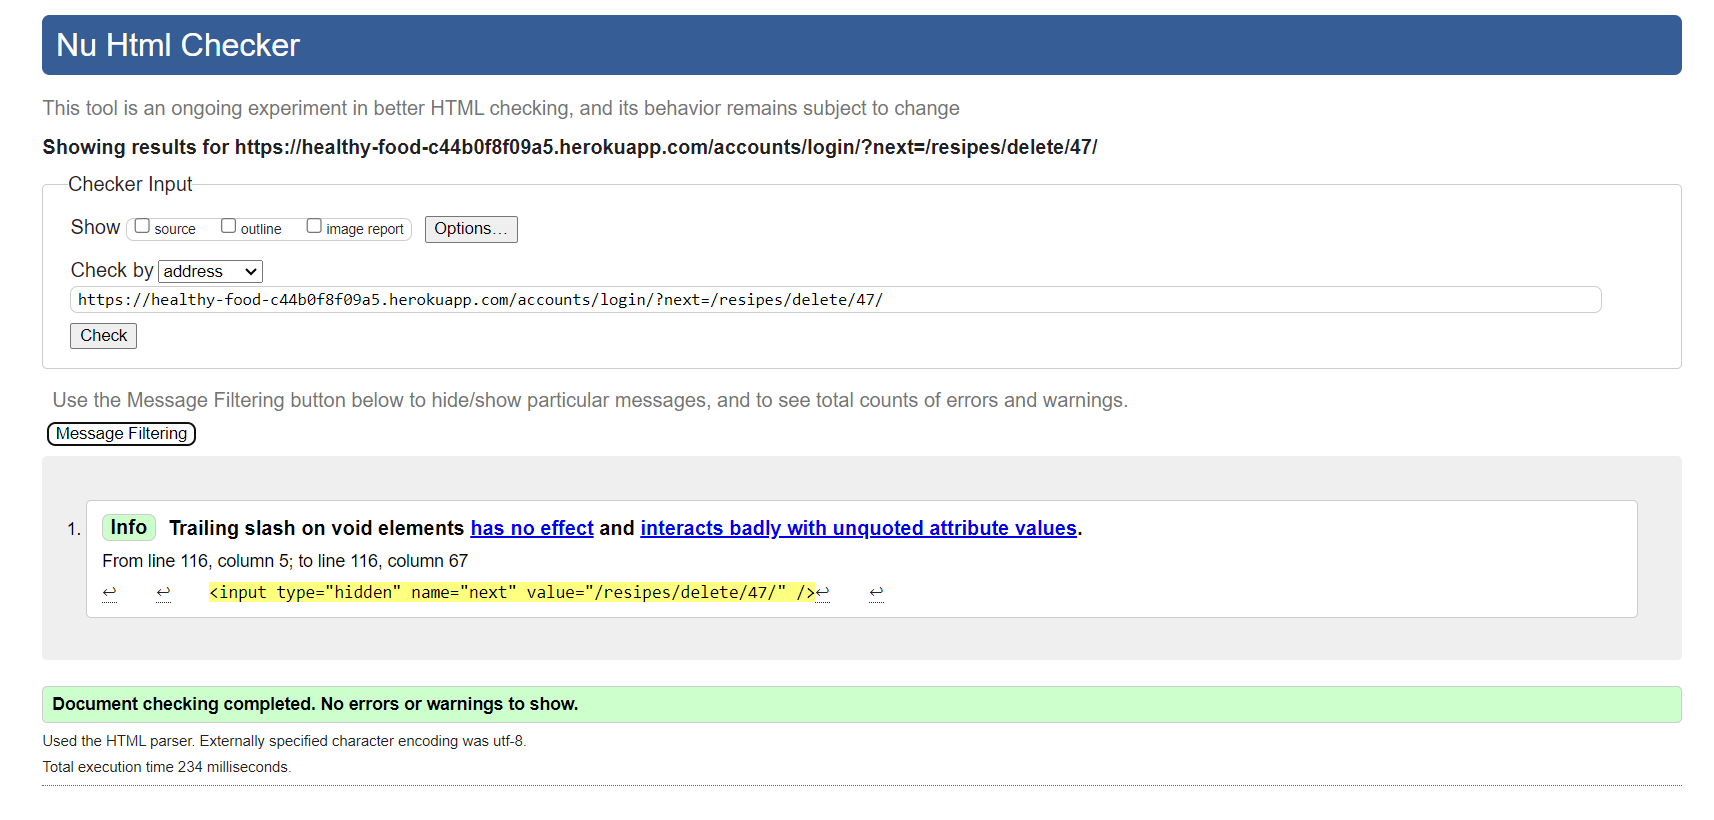 Nu Html Checker
This tool is an ongoing experiment in better HTML checking, and its behavior remains subject to change
Showing results for https://healthy-food-c44b0f8f09a5.herokuapp.com/accounts/login/?next=/resipes/delete/47/
Checker Input
Show source outline image report Options...
Check by address
https://healthy-food-c44b0f8f09a5.herokuapp.com/accounts/login/?next=/resipes/delete/47/
Check
Use the Message Filtering button below to hide/show particular messages, and to see total counts of errors and warnings.
Message Filtering
1. Info Trailing slash on void elements has no effect and interacts badly with unquoted attribute values.
From line 116, column 5; to line 116, column 67
↩ ↩ <input type="hidden" name="next" value="/resipes/delete/47/" />↩ ↩
Document checking completed. No errors or warnings to show.
Used the HTML parser. Externally specified character encoding was utf-8.
Total execution time 234 milliseconds.